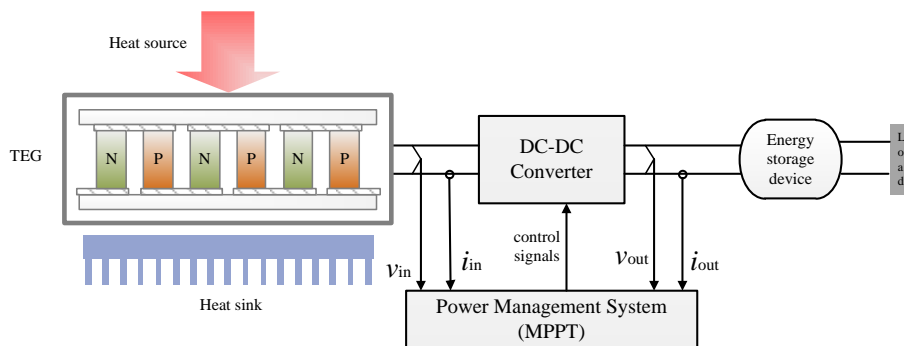 Heat source
TEG
N P N P N P
Heat sink
DC-DC
Converter
control
signals
vin
iin
vout
iout
Power Management System
(MPPT)
Energy
storage
device